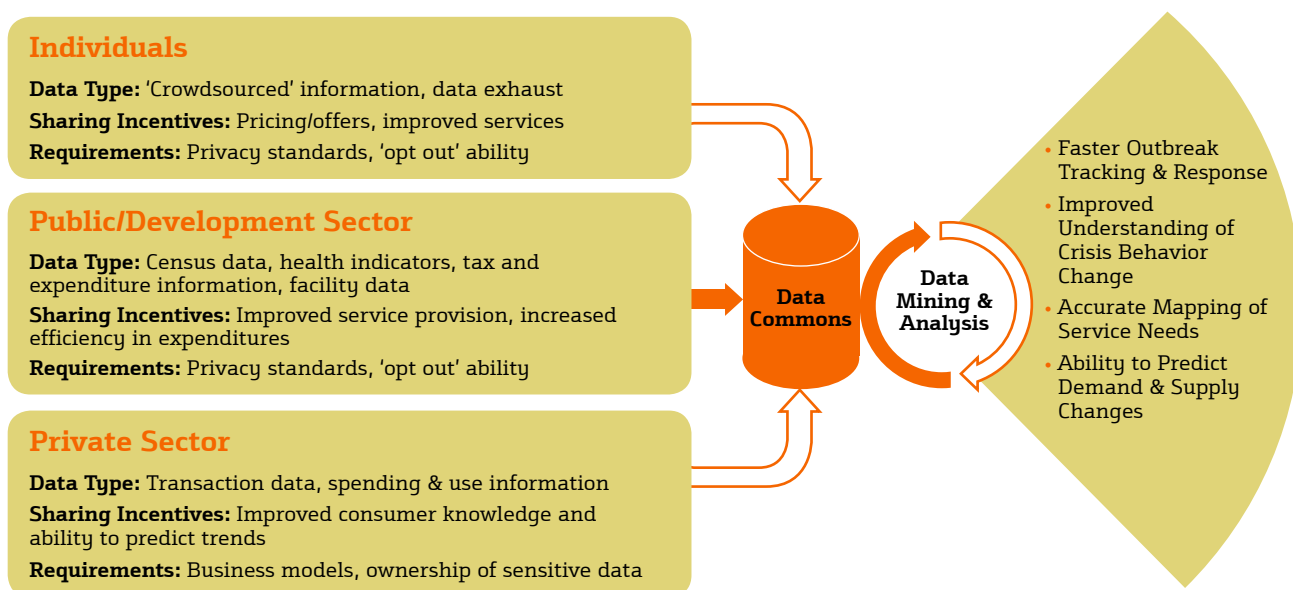 Individuals
Data Type: ‘Crowdsourced’ information, data exhaust
Sharing Incentives: Pricing/offers, improved services
Requirements: Privacy standards, ‘opt out’ ability
Public/Development Sector
Data Type: Census data, health indicators, tax and
expenditure information, facility data
Sharing Incentives: Improved service provision, increased
efficiency in expenditures
Requirements: Privacy standards, ‘opt out’ ability
Private Sector
Data Type: Transaction data, spending & use information
Sharing Incentives: Improved consumer knowledge and
ability to predict trends
Requirements: Business models, ownership of sensitive data
Data
Commons
Data
Mining &
Analysis
• Faster Outbreak
Tracking & Response
• Improved
Understanding of
Crisis Behavior
Change
• Accurate Mapping of
Service Needs
• Ability to Predict
Demand & Supply
Changes